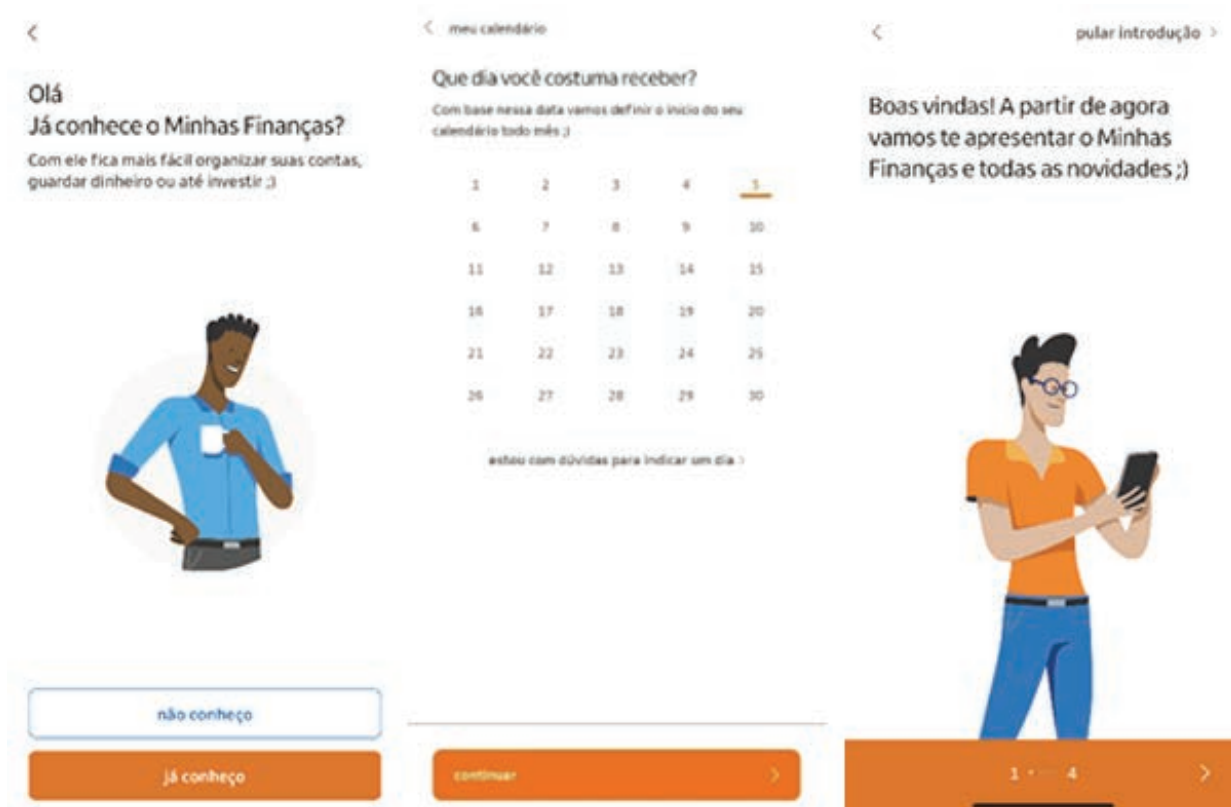 Olá
Já conhece o Minhas Finanças?
Com ele fica mais fácil organizar suas contas,
guardar dinheiro ou até investir ;)
não conheço
já conheço
meu calendário
Que dia você costuma receber?
Com base nessa data vamos definir o início do seu
calendário todo mês ;)
1 2 3 4 5
6 7 8 9 10
11 12 13 14 15
16 17 18 19 20
21 22 23 24 25
26 27 28 29 30
estou com dúvidas para indicar um dia >
continuar >
pular introdução >
Boas vindas! A partir de agora
vamos te apresentar o Minhas
Finanças e todas as novidades ;)
1 4